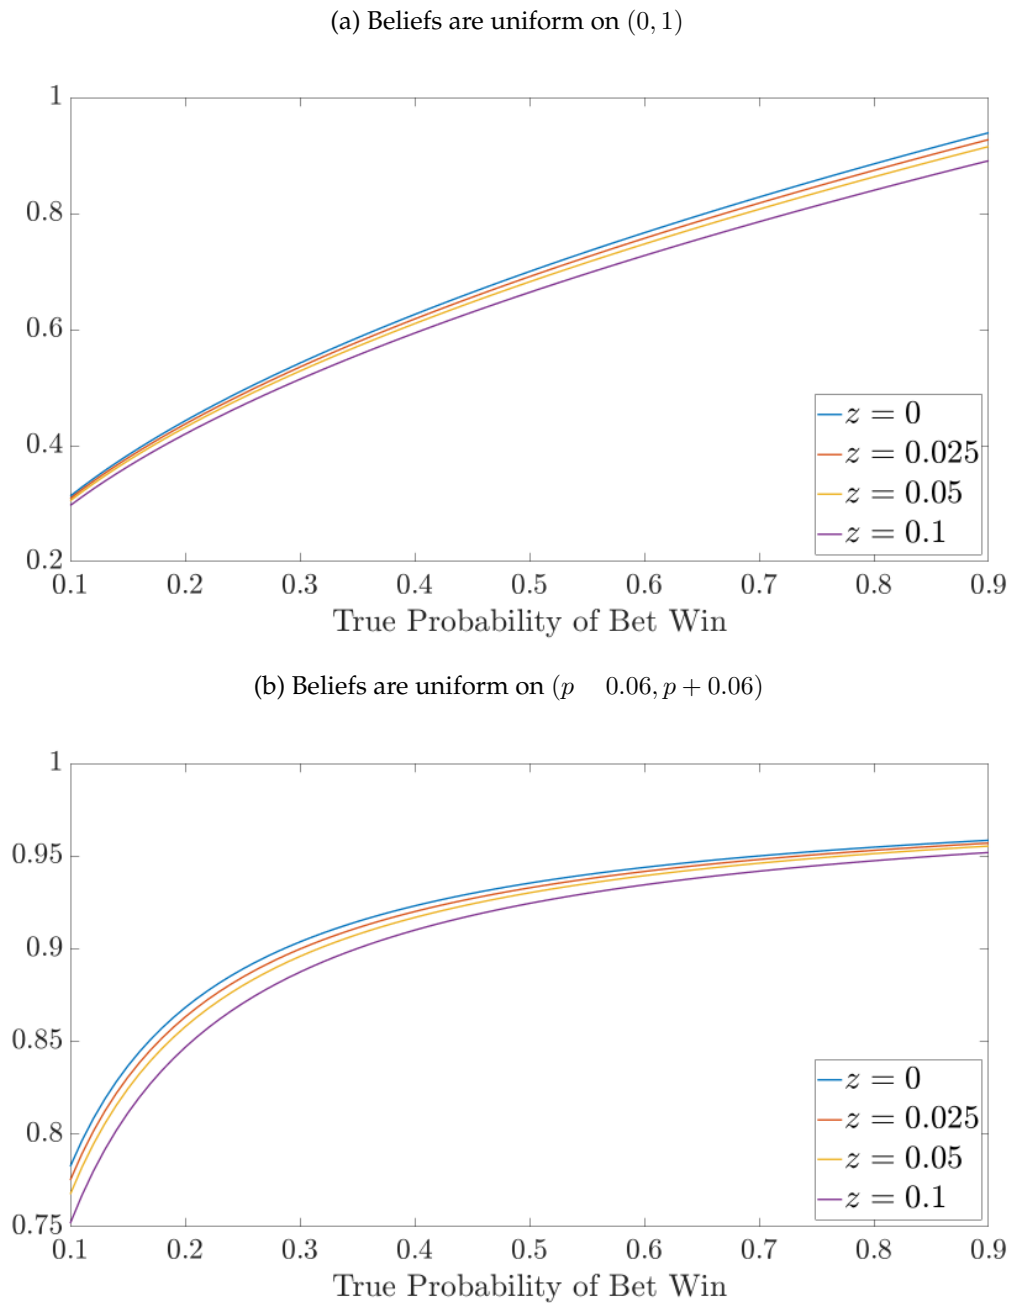 (a) Beliefs are uniform on (0, 1)
1
0.8
0.6
0.4
0.2
0.1 0.2 0.3 0.4 0.5 0.6 0.7 0.8 0.9
z = 0
z = 0.025
z = 0.05
z = 0.1
True Probability of Bet Win
(b) Beliefs are uniform on (p 0.06, p + 0.06)
1
0.95
0.9
0.85
0.8
0.75
0.1 0.2 0.3 0.4 0.5 0.6 0.7 0.8 0.9
z = 0
z = 0.025
z = 0.05
z = 0.1
True Probability of Bet Win